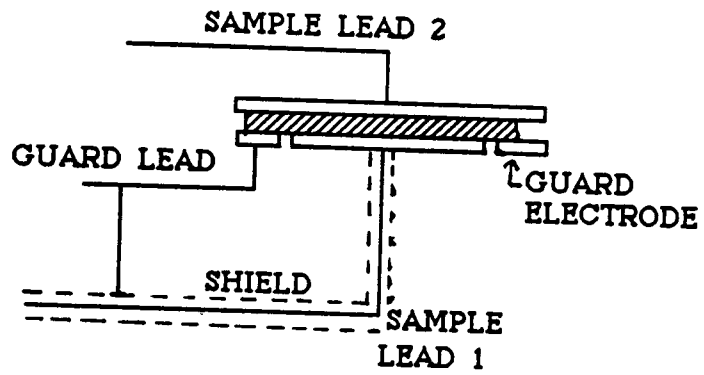 SAMPLE LEAD 2
GUARD LEAD
GUARD
ELECTRODE
SHIELD
SAMPLE
LEAD 1